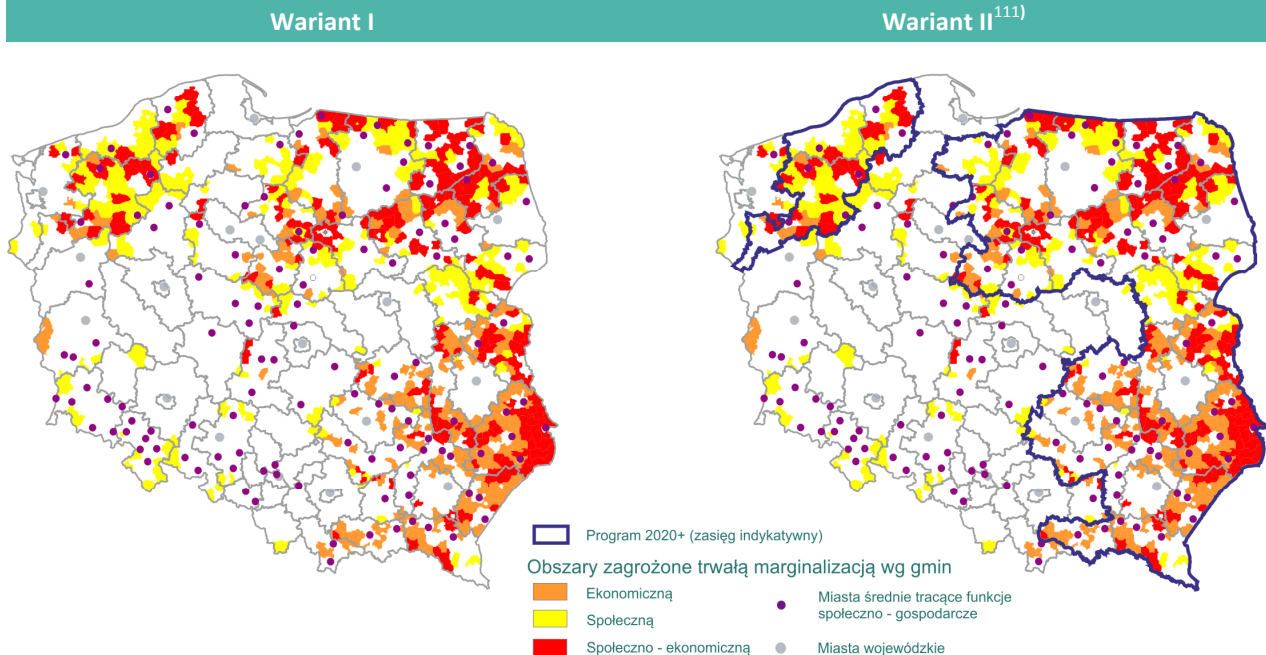 Wariant I
Wariant II111)
Program 2020+ (zasięg indykatywny)
Obszary zagrożone trwałą marginalizacją wg gmin
Ekonomiczną
Społeczną
Społeczno - ekonomiczną
Miasta średnie tracące funkcje
społeczno - gospodarcze
Miasta wojewódzkie